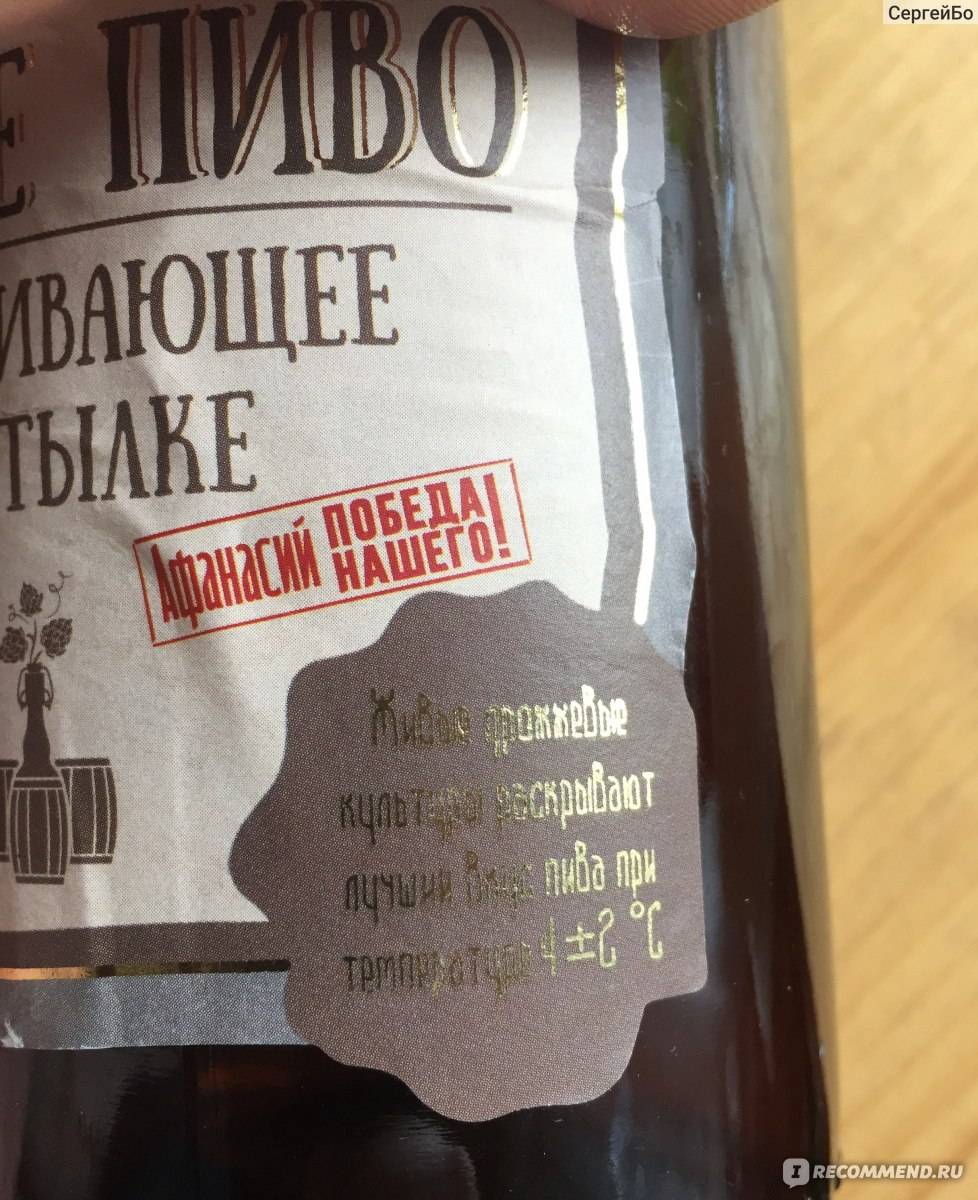 СергейБо
Е ПИВО
ИВАЮЩЕЕ
ТЫЛКЕ
Афанасий ПОБЕДА
НАШЕГО!
Живые дрожжевые
культуры раскрывают
лучший вкус пива при
температуре 4 ±2 °С
IRECOMMEND.RU